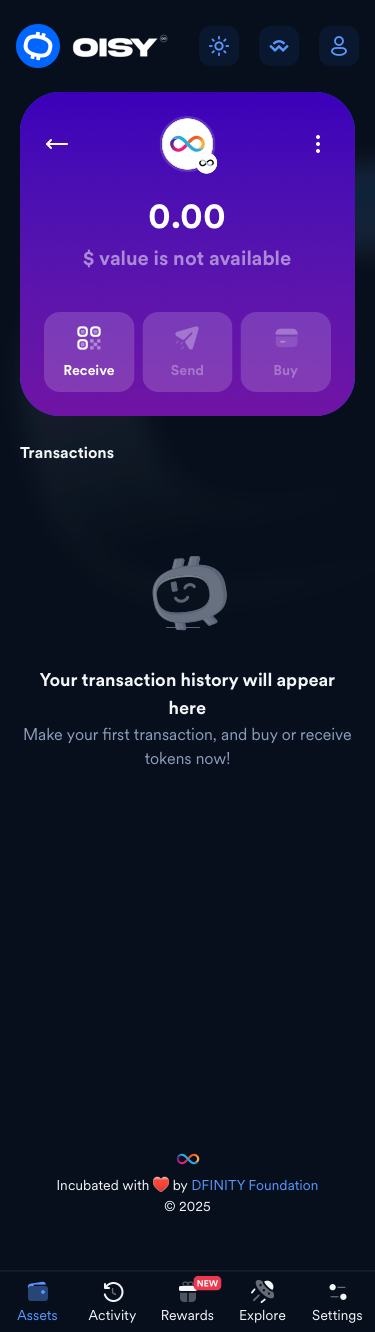 OISY
0.00
$ value is not available
Receive
Send
Buy
Transactions
Your transaction history will appear
here
Make your first transaction, and buy or receive
tokens now!
Incubated with ❤️ by DFINITY Foundation
© 2025
NEW
Assets
Activity
Rewards
Explore
Settings